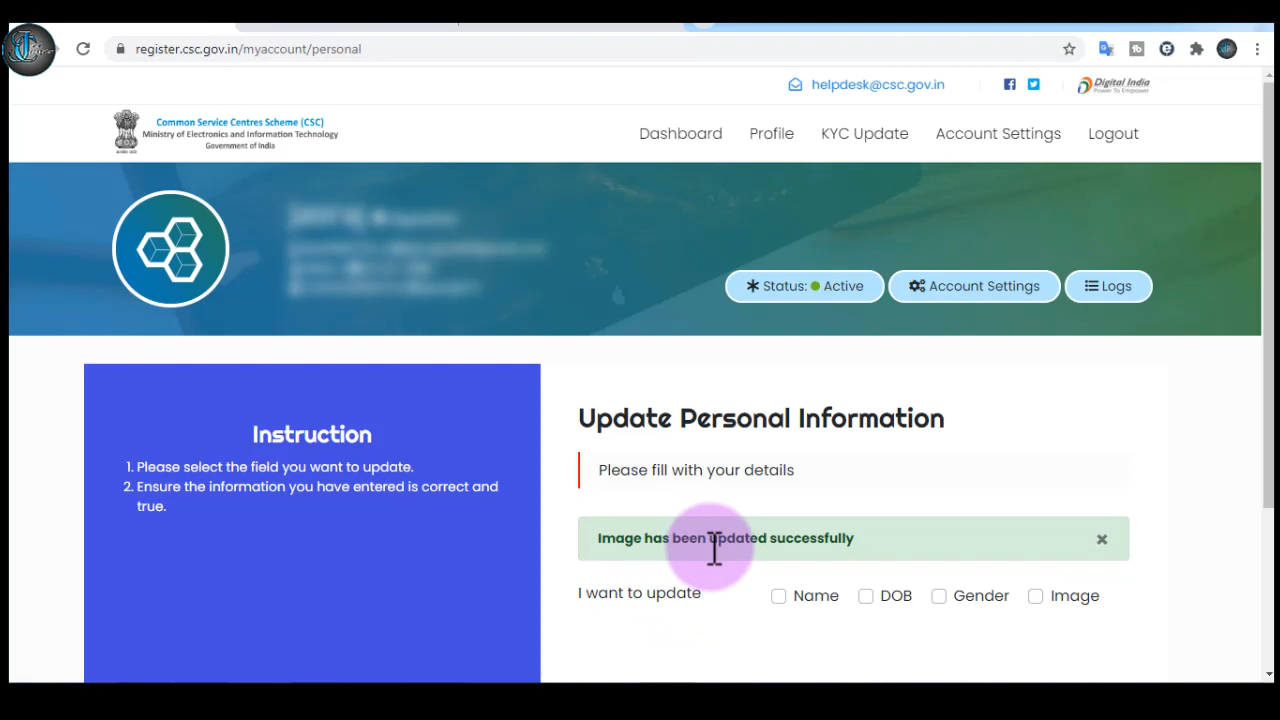 register.csc.gov.in/myaccount/personal
helpdesk@csc.gov.in
Digital India
Power To Empower
Common Service Centres Scheme (CSC)
Ministry of Electronics and Information Technology
Government of India
Dashboard Profile KYC Update Account Settings Logout
Status: Active Account Settings Logs
Instruction
1. Please select the field you want to update.
2. Ensure the information you have entered is correct and
true.
Update Personal Information
Please fill with your details
Image has been updated successfully
I want to update Name DOB Gender Image